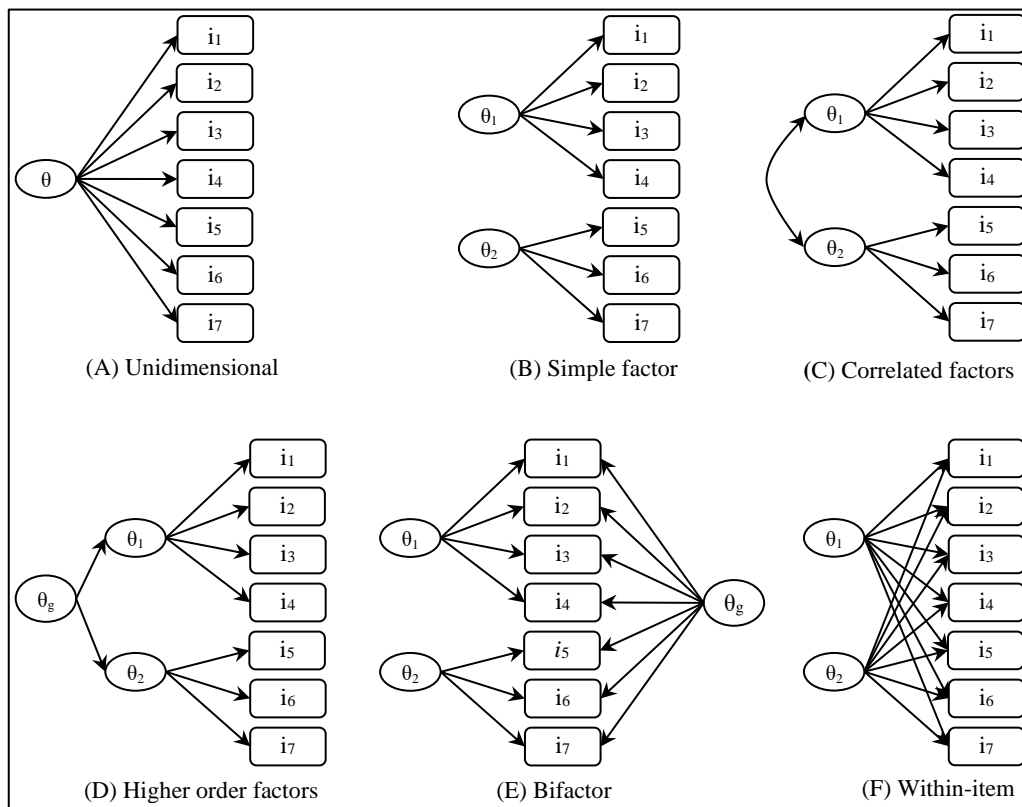 i1
i2
i3
θ
i4
i5
i6
i7
(A) Unidimensional
i1
i2
θ1
i3
i4
i5
θ2
i6
i7
(B) Simple factor
i1
i2
θ1
i3
i4
i5
θ2
i6
i7
(C) Correlated factors
i1
i2
θ1
i3
θg
i4
i5
θ2
i6
i7
(D) Higher order factors
i1
i2
θ1
i3
i4
θg
i5
θ2
i6
i7
(E) Bifactor
i1
i2
θ1
i3
i4
i5
θ2
i6
i7
(F) Within-item